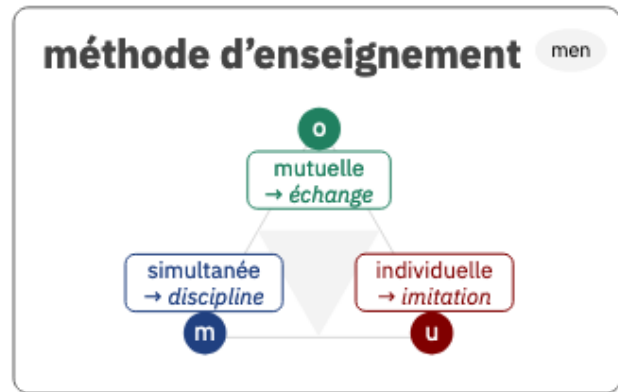 méthode d’enseignement
men
o
mutuelle
→ échange
simultanée
→ discipline
individuelle
→ imitation
m
u